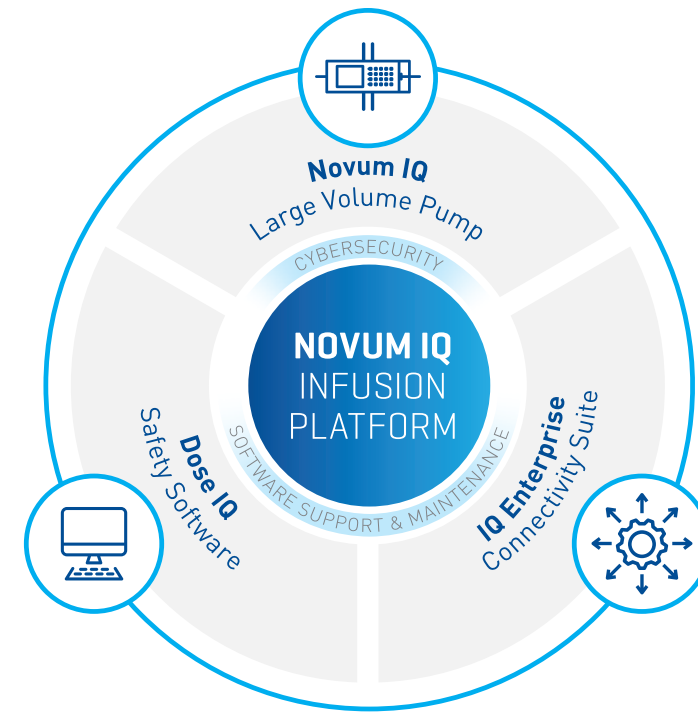 Novum IQ
Large Volume Pump
CYBERSECURITY
NOVUM IQ
INFUSION
PLATFORM
SOFTWARE SUPPORT & MAINTENANCE
Dose IQ
Safety Software
IQ Enterprise
Connectivity Suite